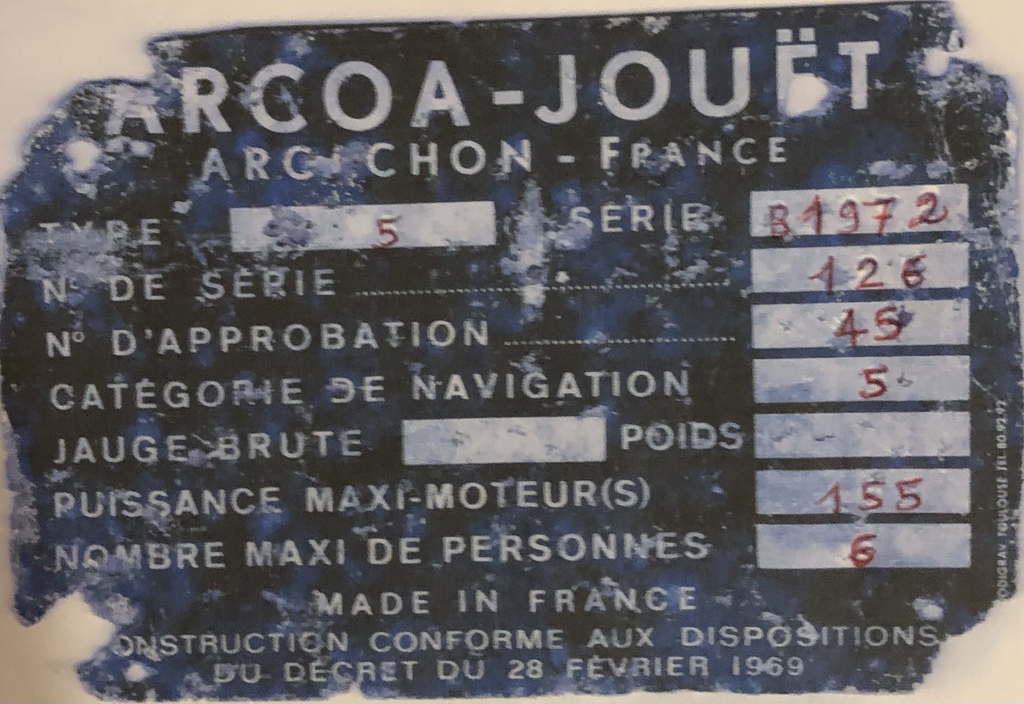 ARCOA-JOUËT
ARCACHON - FRANCE
TYPE 5 SERIE B1972
N° DE SÉRIE 126
N° D'APPROBATION 45
CATÉGORIE DE NAVIGATION 5
JAUGE BRUTE POIDS
PUISSANCE MAXI-MOTEUR(S) 155
NOMBRE MAXI DE PERSONNES 6
MADE IN FRANCE
CONSTRUCTION CONFORME AUX DISPOSITIONS
DU DÉCRET DU 28 FÉVRIER 1969